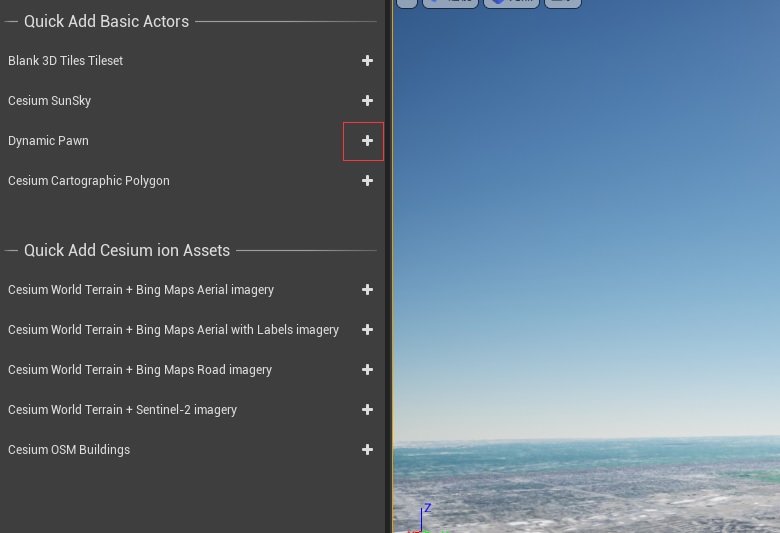 Quick Add Basic Actors
Blank 3D Tiles Tileset
Cesium SunSky
Dynamic Pawn
Cesium Cartographic Polygon
Quick Add Cesium ion Assets
Cesium World Terrain + Bing Maps Aerial imagery
Cesium World Terrain + Bing Maps Aerial with Labels imagery
Cesium World Terrain + Bing Maps Road imagery
Cesium World Terrain + Sentinel-2 imagery
Cesium OSM Buildings
Z